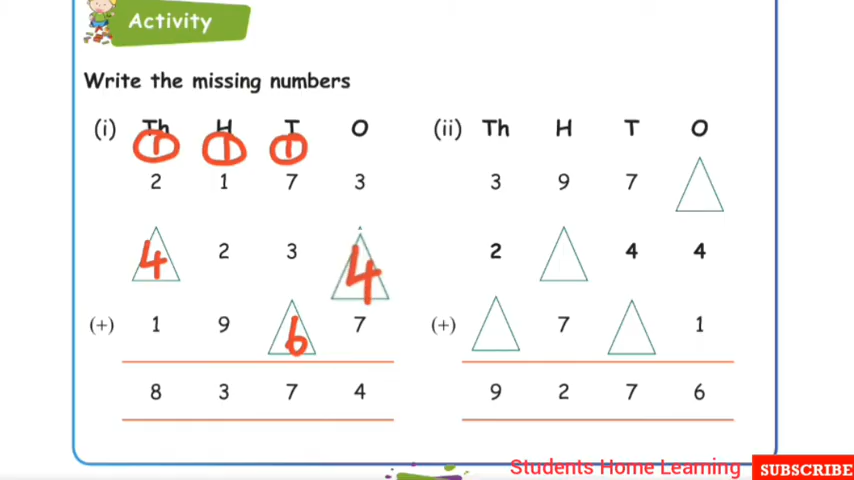 Activity
Write the missing numbers
(i) Th H T O (ii) Th H T O
1 1 1
2 1 7 3 3 9 7
4 2 3 4 2 4 4
(+) 1 9 6 7 (+) 7 1
8 3 7 4 9 2 7 6
Students Home Learning SUBSCRIBE